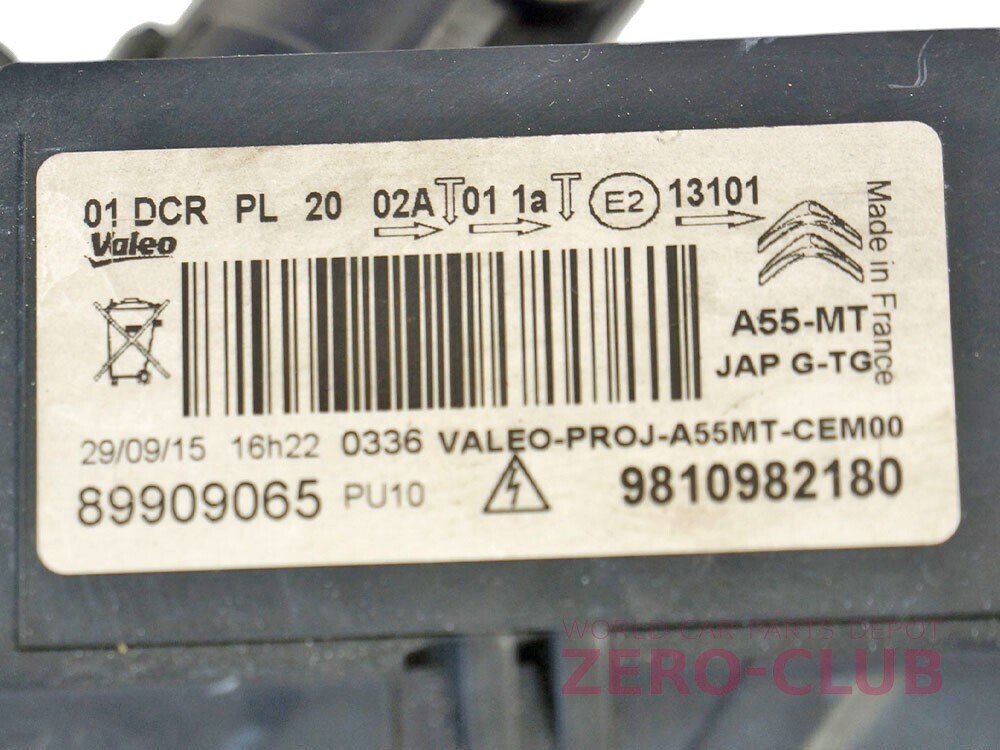 01 DCR PL 20 02A 01 1a E2 13101
Valeo
Made in France
A55-MT
JAP G-TG
29/09/15 16h22 0336 VALEO-PROJ-A55MT-CEM00
89909065 PU10 9810982180
WORLD CAR PARTS DEPOT
ZERO-CLUB